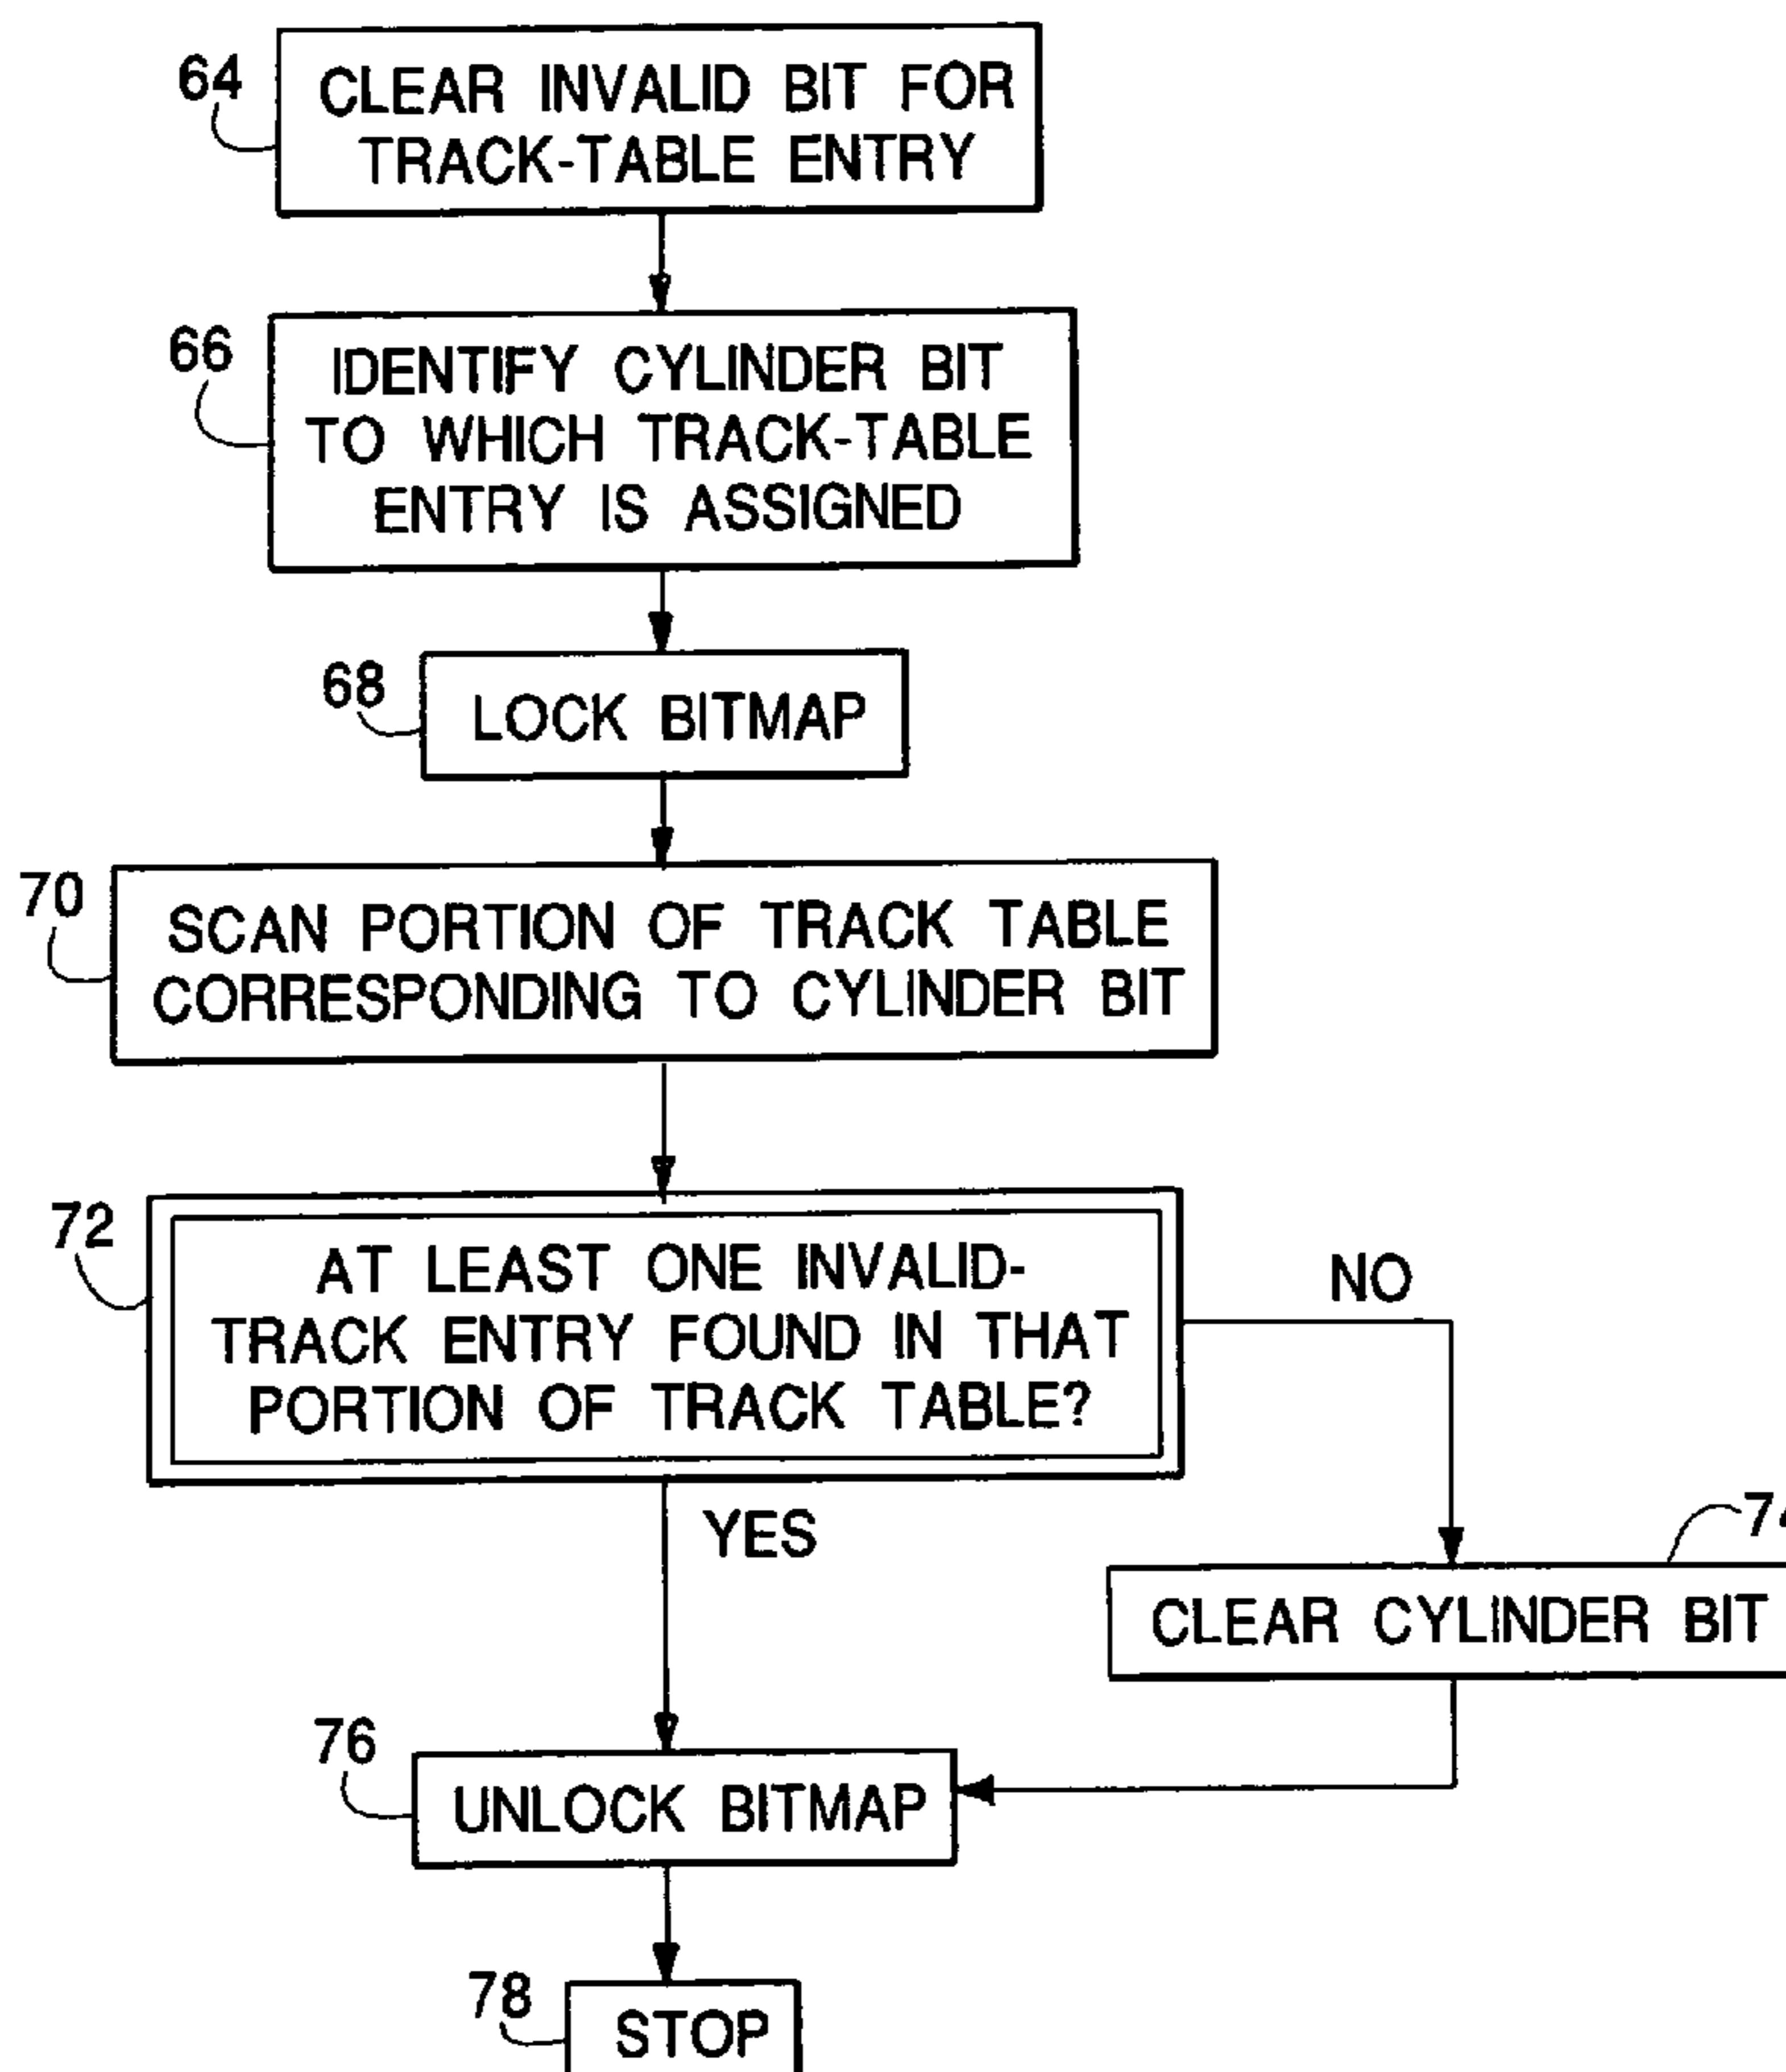 64
CLEAR INVALID BIT FOR
TRACK-TABLE ENTRY
66
IDENTIFY CYLINDER BIT
TO WHICH TRACK-TABLE
ENTRY IS ASSIGNED
68
LOCK BITMAP
70
SCAN PORTION OF TRACK TABLE
CORRESPONDING TO CYLINDER BIT
72
AT LEAST ONE INVALID-
TRACK ENTRY FOUND IN THAT
PORTION OF TRACK TABLE?
NO
YES
74
CLEAR CYLINDER BIT
76
UNLOCK BITMAP
78
STOP